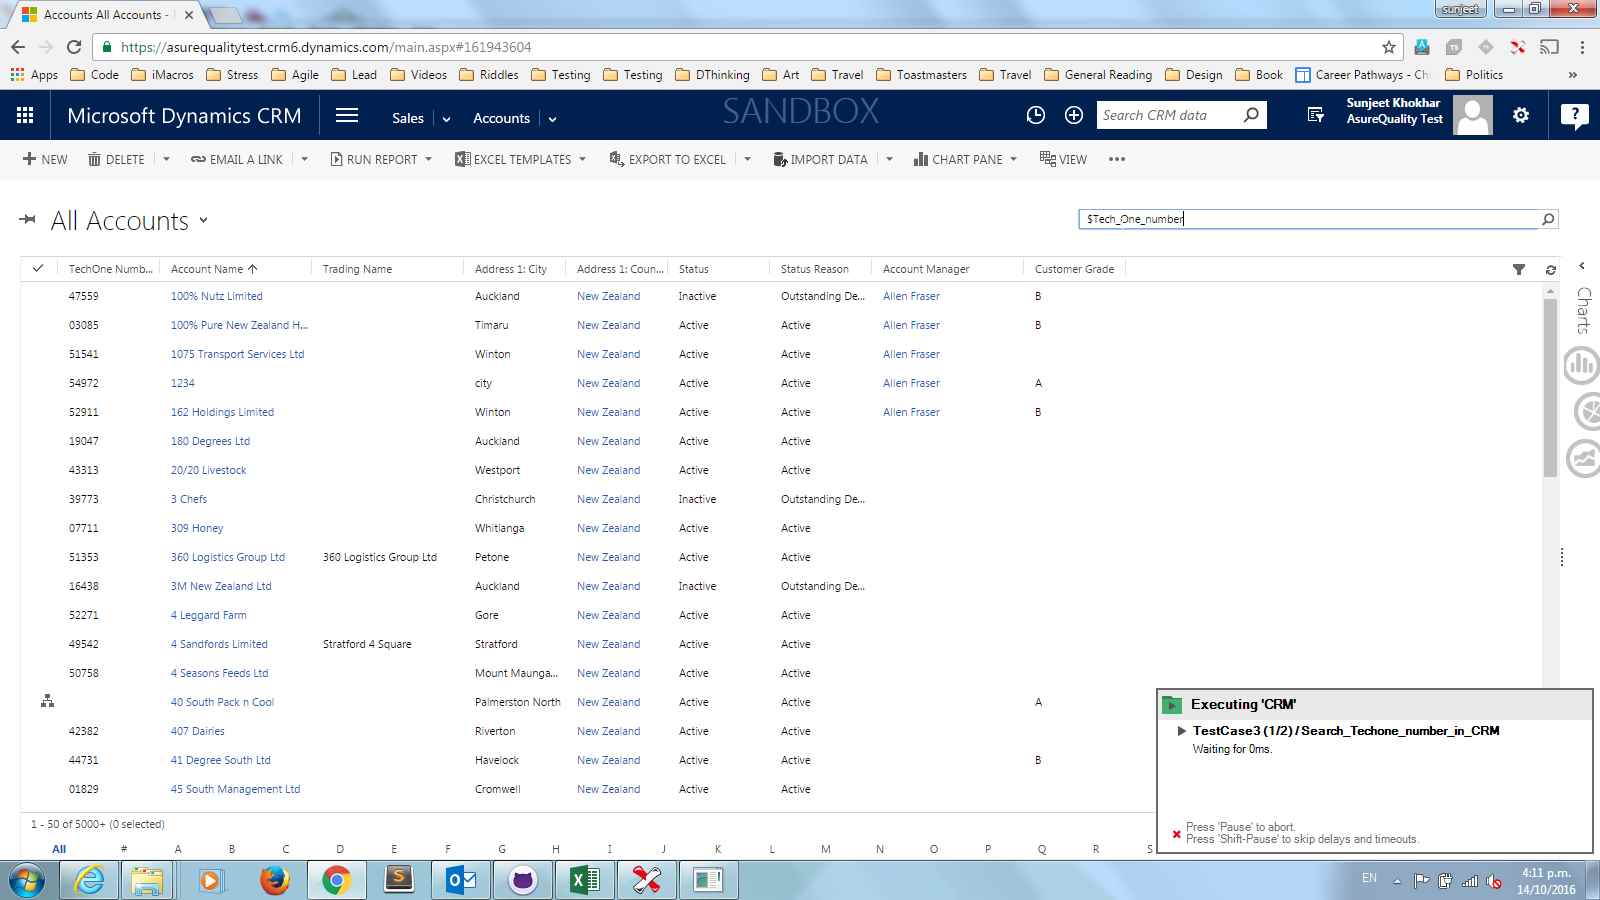 Accounts All Accounts -
sunjeet
https://asurequalitytest.crm6.dynamics.com/main.aspx#161943604
Apps Code iMacros Stress Agile Lead Videos Riddles Testing Testing DThinking Art Travel Toastmasters Travel General Reading Design Book Career Pathways - Politics »
Microsoft Dynamics CRM Sales Accounts SANDBOX Search CRM data Sunjeet Khokhar
AsureQuality Test
NEW DELETE EMAIL A LINK RUN REPORT EXCEL TEMPLATES EXPORT TO EXCEL IMPORT DATA CHART PANE VIEW •••
All Accounts $Tech_One_number
TechOne Numb... Account Name Trading Name Address 1: City Address 1: Coun... Status Status Reason Account Manager Customer Grade
Charts
47559 100% Nutz Limited Auckland New Zealand Inactive Outstanding De... Allen Fraser B
03085 100% Pure New Zealand H... Timaru New Zealand Active Active Allen Fraser B
51541 1075 Transport Services Ltd Winton New Zealand Active Active Allen Fraser
54972 1234 city New Zealand Active Active Allen Fraser A
52911 162 Holdings Limited Winton New Zealand Active Active Allen Fraser B
19047 180 Degrees Ltd Auckland New Zealand Active Active
43313 20/20 Livestock Westport New Zealand Active Active
39773 3 Chefs Christchurch New Zealand Inactive Outstanding De...
07711 309 Honey Whitianga New Zealand Active Active
51353 360 Logistics Group Ltd 360 Logistics Group Ltd Petone New Zealand Active Active
16438 3M New Zealand Ltd Auckland New Zealand Inactive Outstanding De...
52271 4 Leggard Farm Gore New Zealand Active Active
49542 4 Sandfords Limited Stratford 4 Square Stratford New Zealand Active Active
50758 4 Seasons Feeds Ltd Mount Maunga... New Zealand Active Active
40 South Pack n Cool Palmerston North New Zealand Active Active A
42382 407 Dairies Riverton New Zealand Active Active
44731 41 Degree South Ltd Havelock New Zealand Active Active B
01829 45 South Management Ltd Cromwell New Zealand Active Active
Executing 'CRM'
TestCase3 (1/2) / Search_Techone_number_in_CRM
Waiting for 0ms.
Press 'Pause' to abort.
Press 'Shift-Pause' to skip delays and timeouts.
1 - 50 of 5000+ (0 selected)
All # A B C D E F G H I J K L M N O P Q R S
EN 4:11 p.m.
14/10/2016